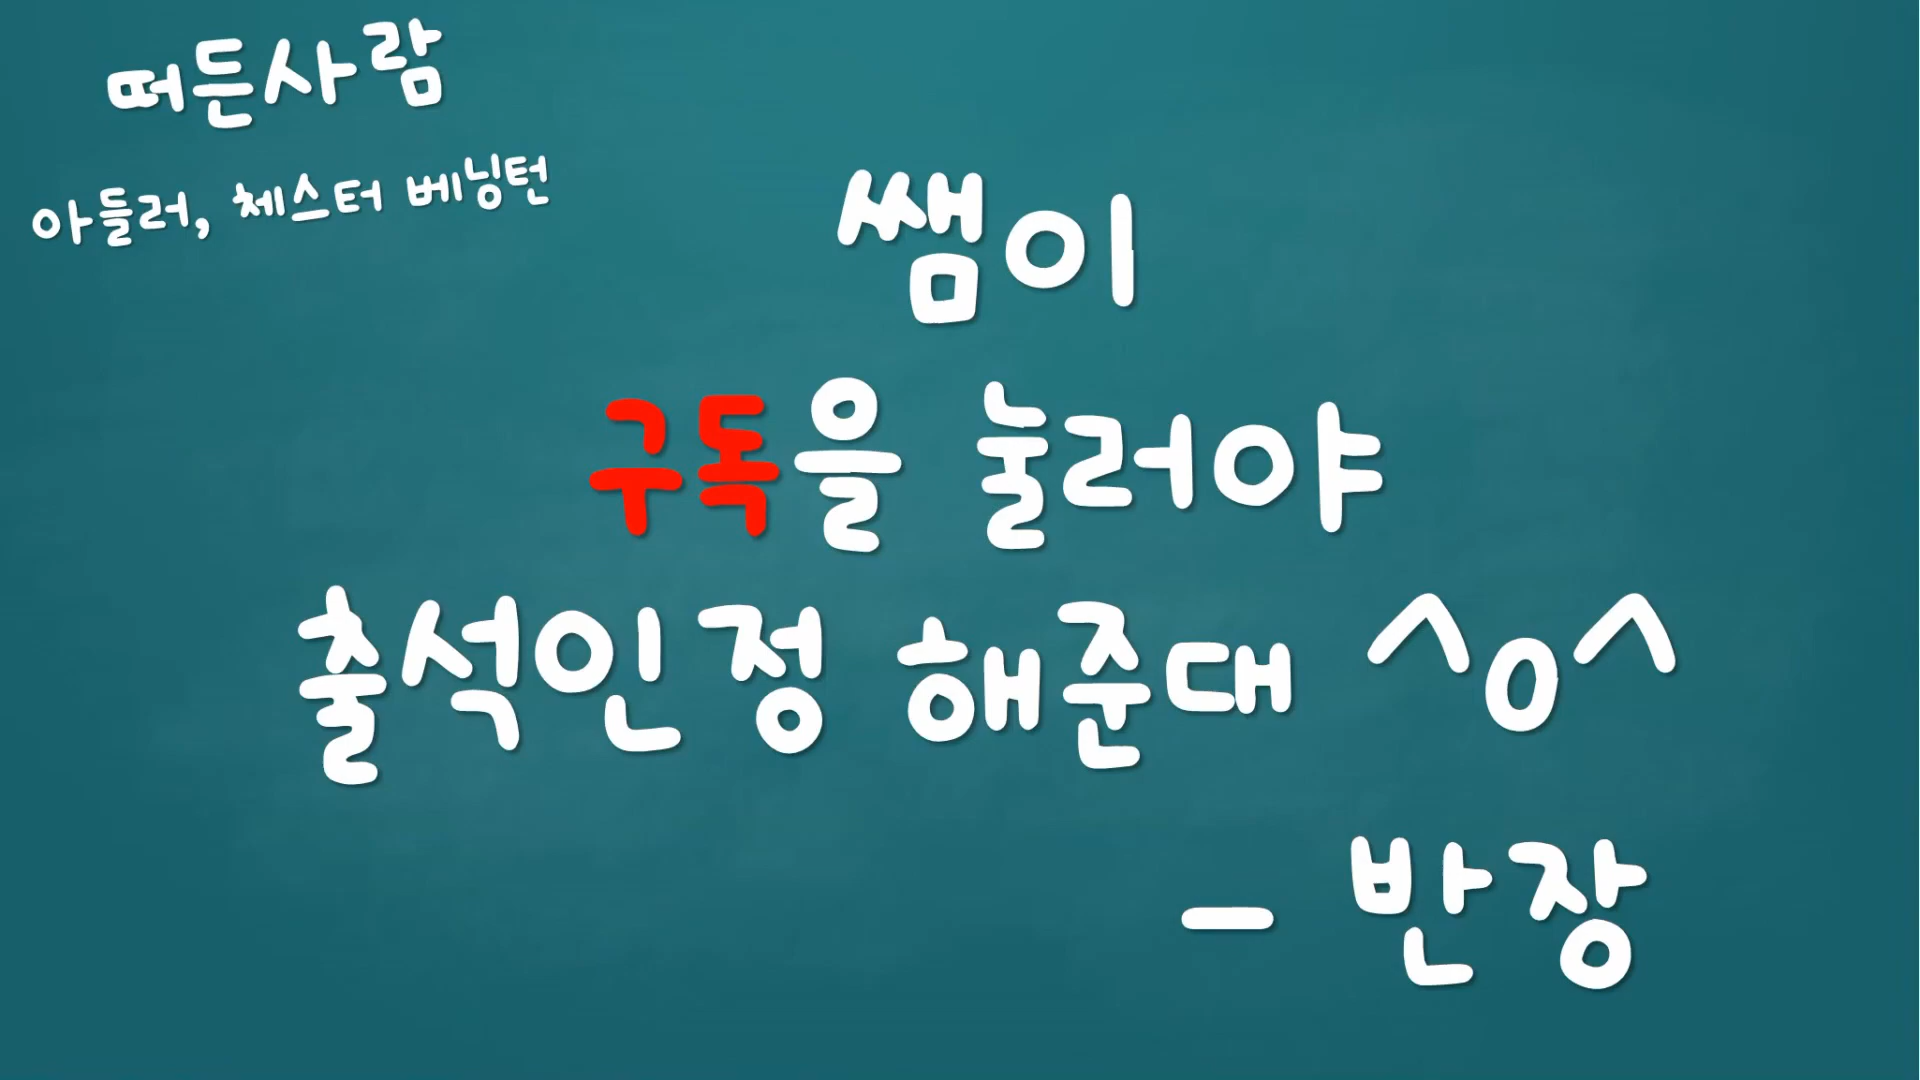 떠든사람
아들러, 체스터 베닝턴
쌤이
구독을 눌러야
출석인정 해준대 ^o^
- 반장